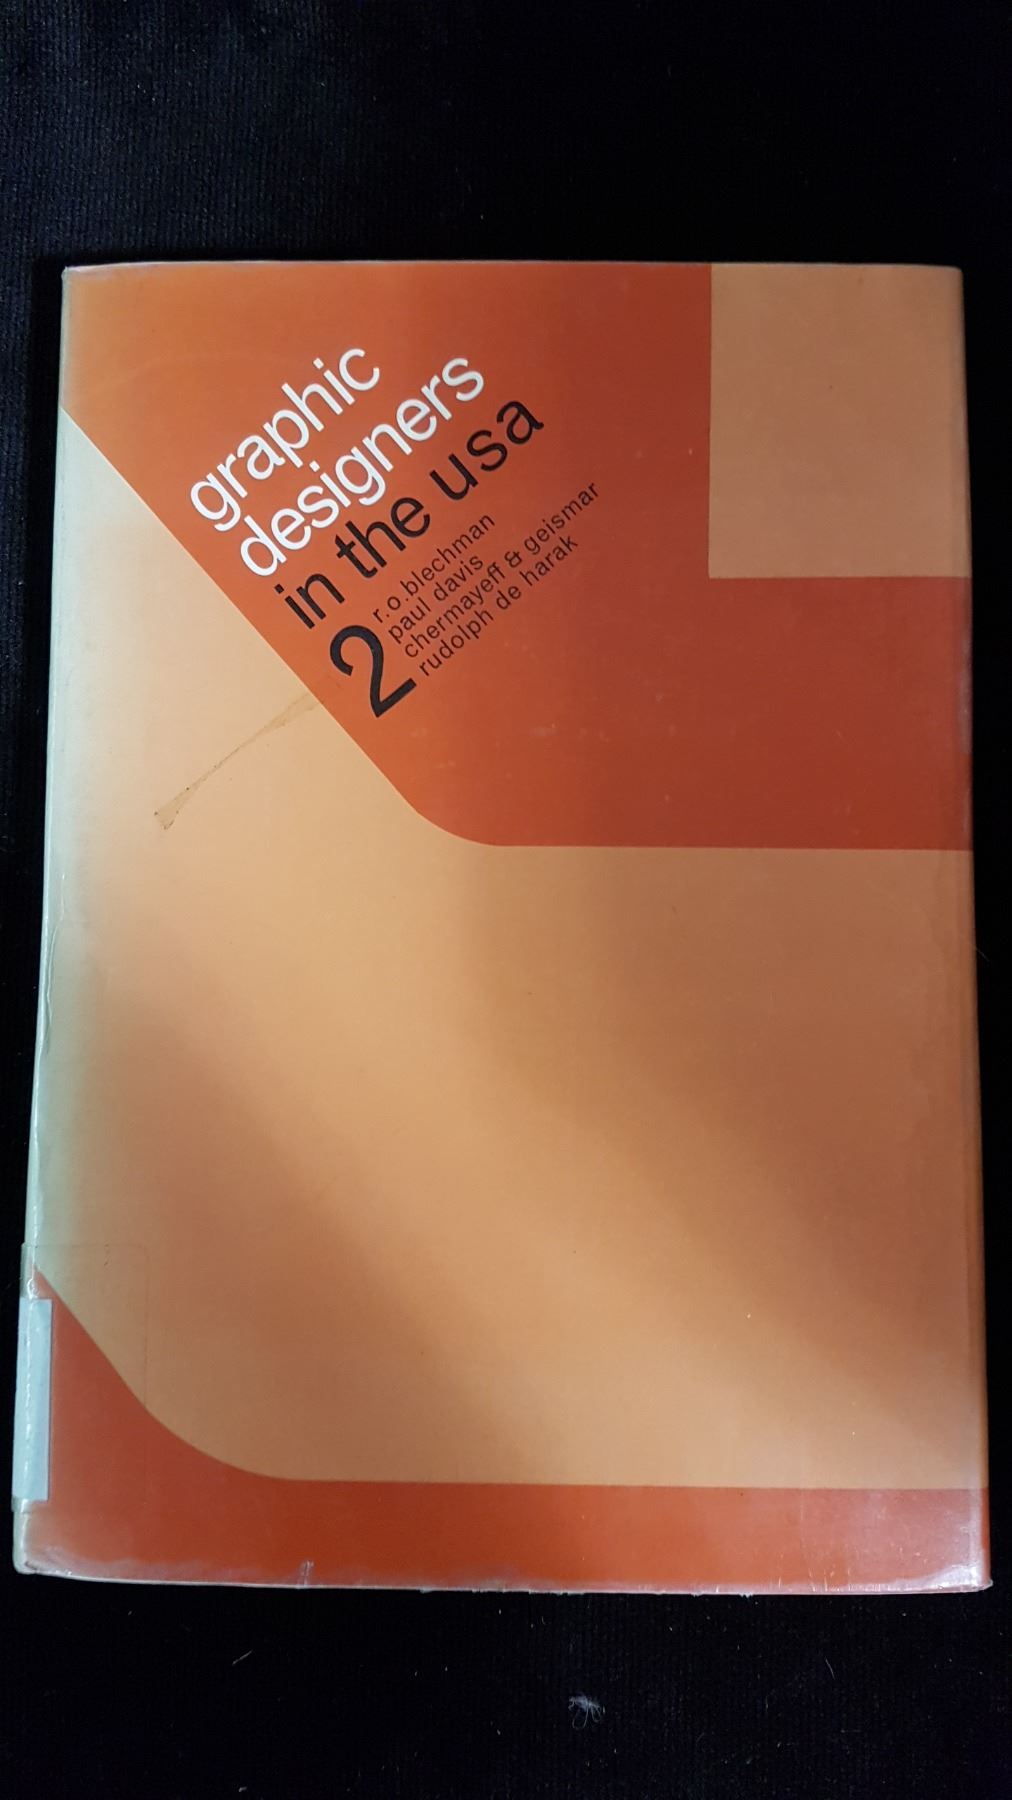 graphic
designers
in the usa
2
r.o.blechman
paul davis
chermayeff & geismar
rudolph de harak